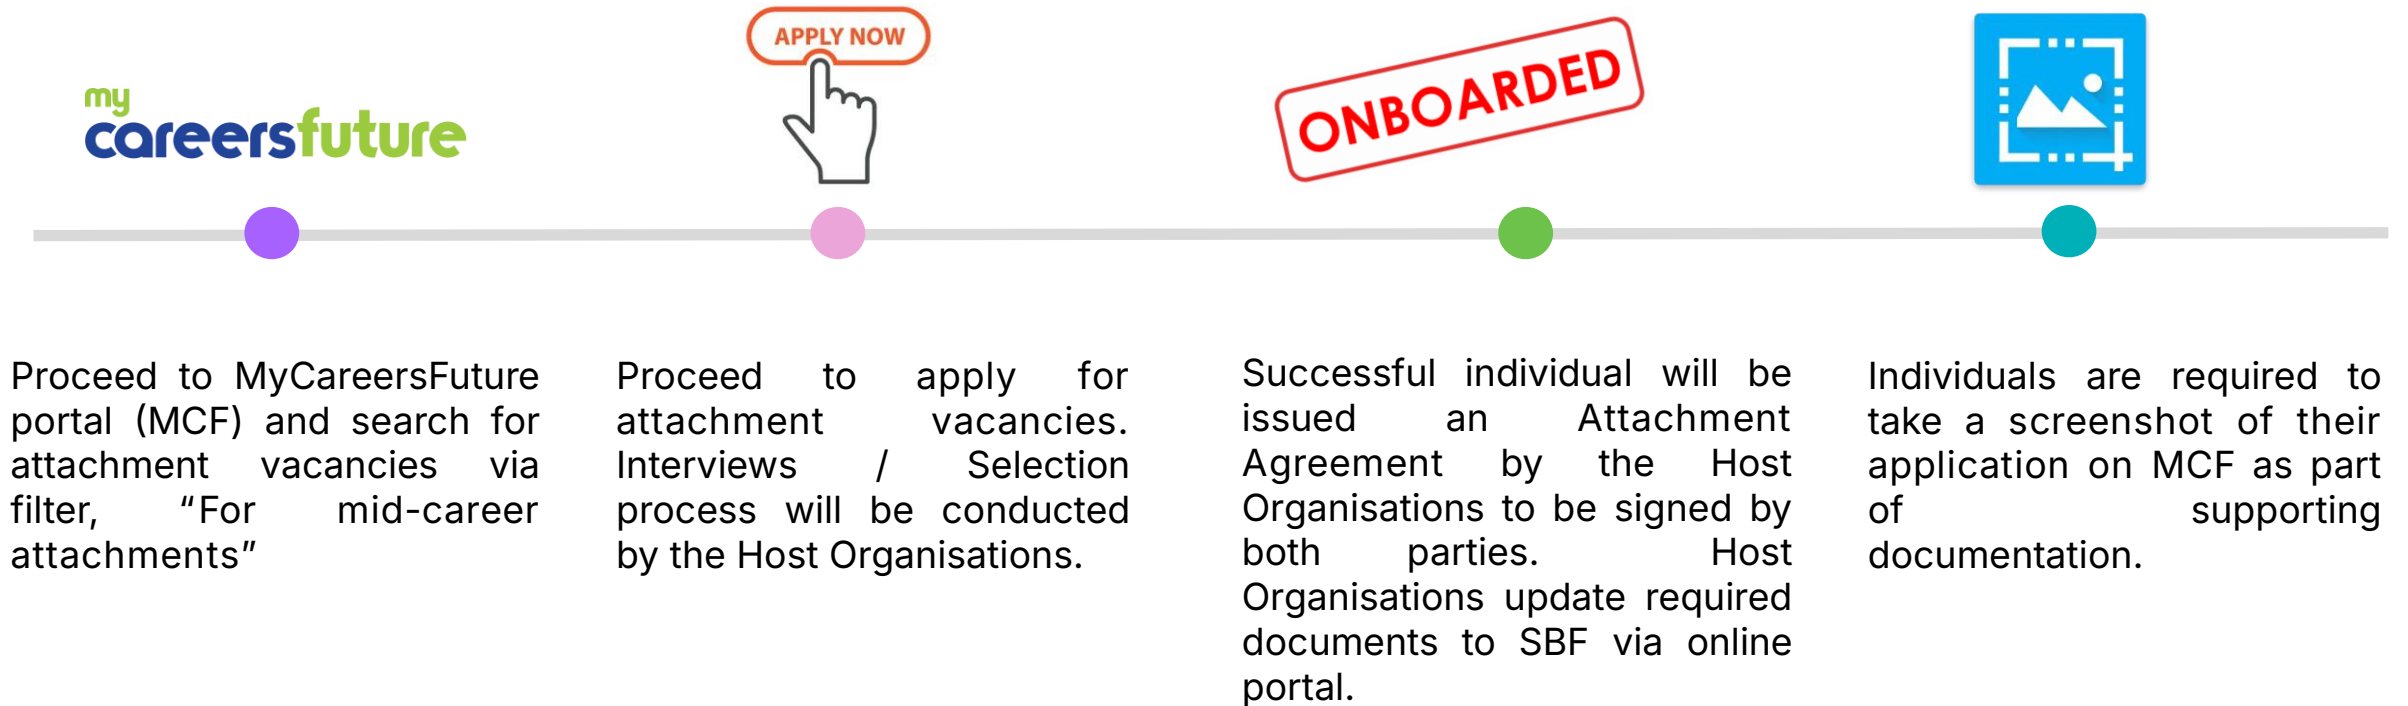 my
careersfuture
APPLY NOW
ONBOARDED
Proceed to MyCareersFuture
portal (MCF) and search for
attachment vacancies via
filter, “For mid-career
attachments”
Proceed to apply for
attachment vacancies.
Interviews / Selection
process will be conducted
by the Host Organisations.
Successful individual will be
issued an Attachment
Agreement by the Host
Organisations to be signed by
both parties. Host
Organisations update required
documents to SBF via online
portal.
Individuals are required to
take a screenshot of their
application on MCF as part
of supporting
documentation.